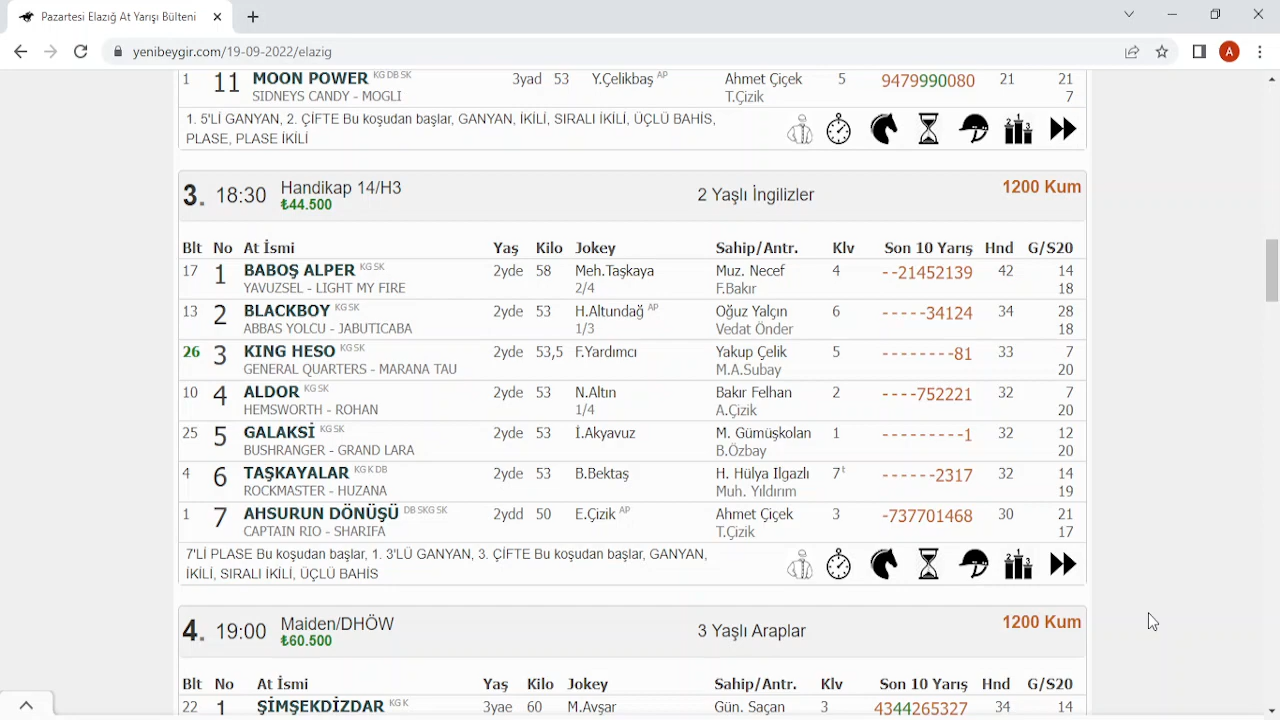 Pazartesi Elazığ At Yarışı Bülteni
yenibeygir.com/19-09-2022/elazig
A
1 11 MOON POWER KG DB SK 3yad 53 Y.Çelikbaş AP Ahmet Çiçek 5 9479990080 21 21
SIDNEYS CANDY - MOGLI T.Çizik 7
1. 5'Lİ GANYAN, 2. ÇİFTE Bu koşudan başlar, GANYAN, İKİLİ, SIRALI İKİLİ, ÜÇLÜ BAHİS,
PLASE, PLASE İKİLİ
3. 18:30 Handikap 14/H3 2 Yaşlı İngilizler 1200 Kum
₺44.500
Blt No At İsmi Yaş Kilo Jokey Sahip/Antr. Klv Son 10 Yarış Hnd G/S20
17 1 BABOŞ ALPER KG SK 2yde 58 Meh.Taşkaya Muz. Necef 4 --21452139 42 14
YAVUZSEL - LIGHT MY FIRE 2/4 F.Bakır 18
13 2 BLACKBOY KG SK 2yde 53 H.Altundağ AP Oğuz Yalçın 6 -----34124 34 28
ABBAS YOLCU - JABUTICABA 1/3 Vedat Önder 18
26 3 KING HESO KG SK 2yde 53,5 F.Yardımcı Yakup Çelik 5 --------81 33 7
GENERAL QUARTERS - MARANA TAU M.A.Subay 20
10 4 ALDOR KG SK 2yde 53 N.Altın Bakır Felhan 2 ----752221 32 7
HEMSWORTH - ROHAN 1/4 A.Çizik 20
25 5 GALAKSİ KG SK 2yde 53 İ.Akyavuz M. Gümüşkolan 1 ---------1 32 12
BUSHRANGER - GRAND LARA B.Özbay 20
4 6 TAŞKAYALAR KG K DB 2yde 53 B.Bektaş H. Hülya Ilgazlı 7 t ------2317 32 14
ROCKMASTER - HUZANA Muh. Yıldırım 19
1 7 AHSURUN DÖNÜŞÜ DB SKG SK 2ydd 50 E.Çizik AP Ahmet Çiçek 3 -737701468 30 21
CAPTAIN RIO - SHARIFA T.Çizik 17
7'Lİ PLASE Bu koşudan başlar, 1. 3'LÜ GANYAN, 3. ÇİFTE Bu koşudan başlar, GANYAN,
İKİLİ, SIRALI İKİLİ, ÜÇLÜ BAHİS
4. 19:00 Maiden/DHÖW 3 Yaşlı Araplar 1200 Kum
₺60.500
Blt No At İsmi Yaş Kilo Jokey Sahip/Antr. Klv Son 10 Yarış Hnd G/S20
22 1 ŞİMŞEKDİZDAR KG K 3yae 60 M.Avşar Gün. Saçan 3 4344265327 34 14